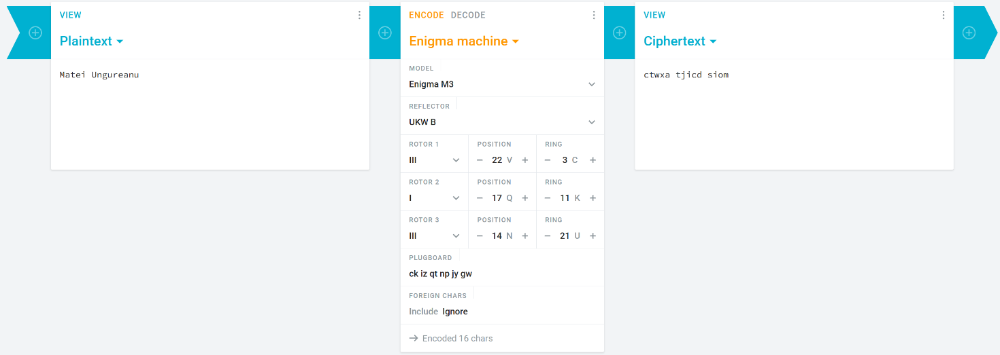 VIEW
Plaintext
Matei Ungureanu
ENCODE DECODE
Enigma machine
MODEL
Enigma M3
REFLECTOR
UKW B
ROTOR 1 POSITION RING
III − 22 V + − 3 C +
ROTOR 2 POSITION RING
I − 17 Q + − 11 K +
ROTOR 3 POSITION RING
III − 14 N + − 21 U +
PLUGBOARD
ck iz qt np jy gw
FOREIGN CHARS
Include Ignore
→ Encoded 16 chars
VIEW
Ciphertext
ctwxa tjicd siom